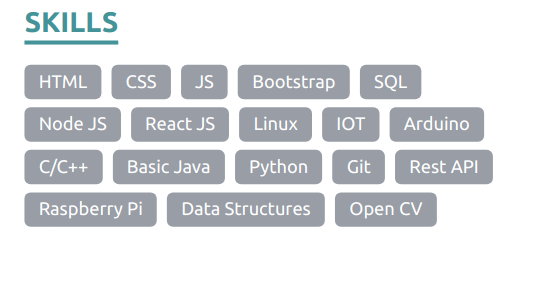 SKILLS
HTML CSS JS Bootstrap SQL
Node JS React JS Linux IOT Arduino
C/C++ Basic Java Python Git Rest API
Raspberry Pi Data Structures Open CV